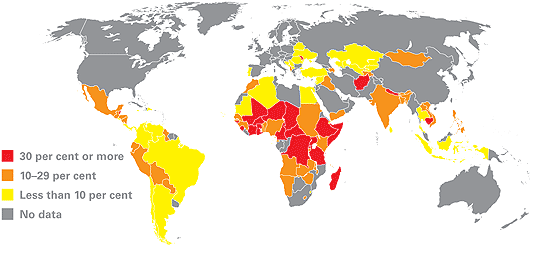 30 per cent or more
10–29 per cent
Less than 10 per cent
No data